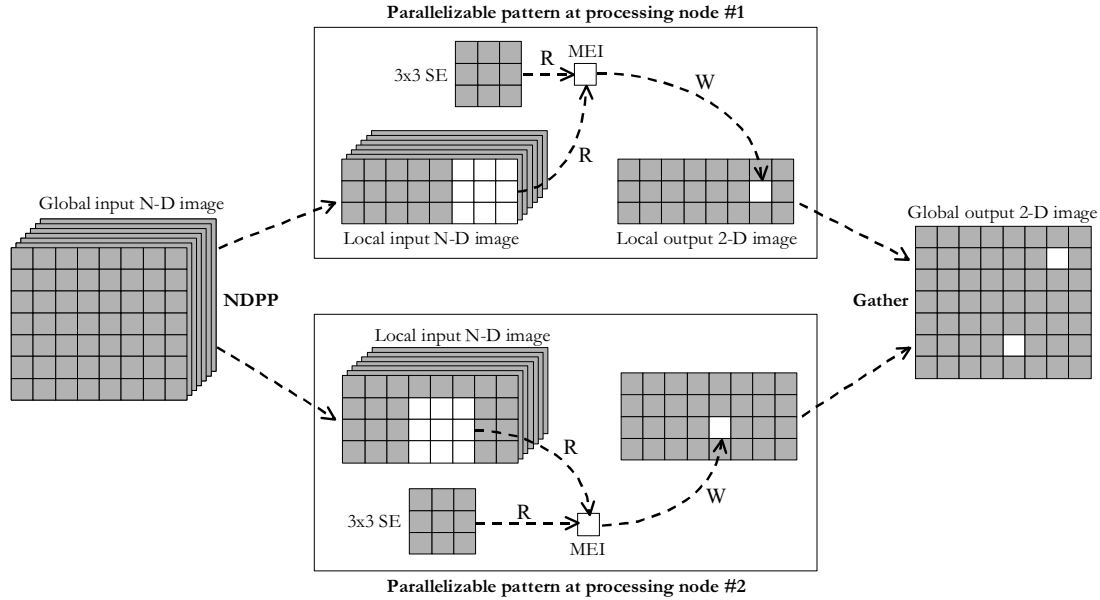 Parallelizable pattern at processing node #1
MEI
R
3x3 SE
W
R
Global input N-D image
Local input N-D image
Local output 2-D image
Global output 2-D image
NDPP
Gather
Local input N-D image
R
3x3 SE
R
W
MEI
Parallelizable pattern at processing node #2